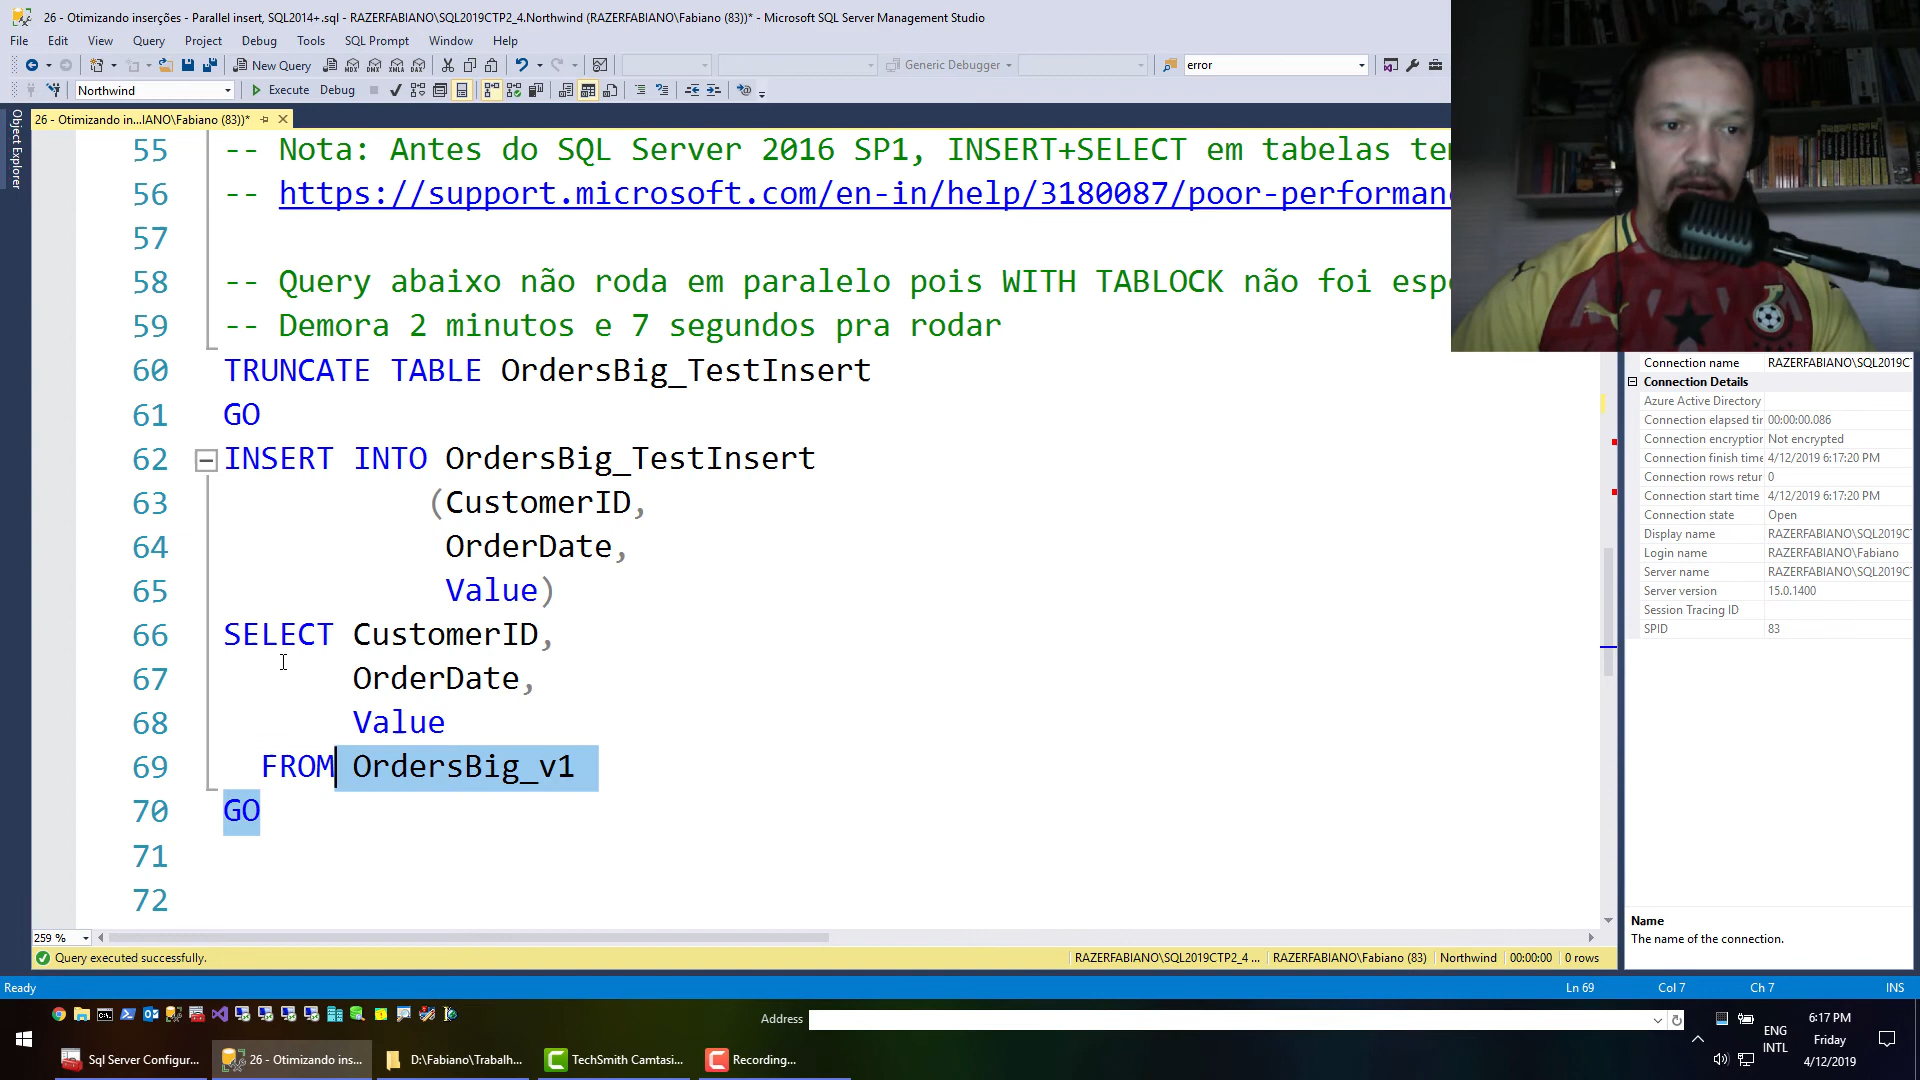 26 - Otimizando inserções - Parallel insert, SQL2014+.sql - RAZERFABIANO\SQL2019CTP2_4.Northwind (RAZERFABIANO\Fabiano (83))* - Microsoft SQL Server Management Studio
File Edit View Query Project Debug Tools SQL Prompt Window Help
New Query Generic Debugger error
Northwind Execute Debug
26 - Otimizando in...IANO\Fabiano (83))*
Object Explorer
55 -- Nota: Antes do SQL Server 2016 SP1, INSERT+SELECT em tabelas te
56 -- https://support.microsoft.com/en-in/help/3180087/poor-performan
57
58 -- Query abaixo não roda em paralelo pois WITH TABLOCK não foi esp
59 -- Demora 2 minutos e 7 segundos pra rodar
60 TRUNCATE TABLE OrdersBig_TestInsert
61 GO
62 INSERT INTO OrdersBig_TestInsert
63 (CustomerID,
64 OrderDate,
65 Value)
66 SELECT CustomerID,
67 OrderDate,
68 Value
69 FROM OrdersBig_v1
70 GO
71
72
259 %
Query executed successfully. RAZERFABIANO\SQL2019CTP2_4 ... RAZERFABIANO\Fabiano (83) Northwind 00:00:00 0 rows
Connection name RAZERFABIANO\SQL2019C
Connection Details
Azure Active Directory
Connection elapsed tir 00:00:00.086
Connection encryption Not encrypted
Connection finish time 4/12/2019 6:17:20 PM
Connection rows retur 0
Connection start time 4/12/2019 6:17:20 PM
Connection state Open
Display name RAZERFABIANO\SQL2019C
Login name RAZERFABIANO\Fabiano
Server name RAZERFABIANO\SQL2019C
Server version 15.0.1400
Session Tracing ID
SPID 83
Name
The name of the connection.
Ready Ln 69 Col 7 Ch 7 INS
Address
Sql Server Configur... 26 - Otimizando ins... D:\Fabiano\Trabalh... TechSmith Camtasi... Recording...
ENG
INTL
6:17 PM
Friday
4/12/2019